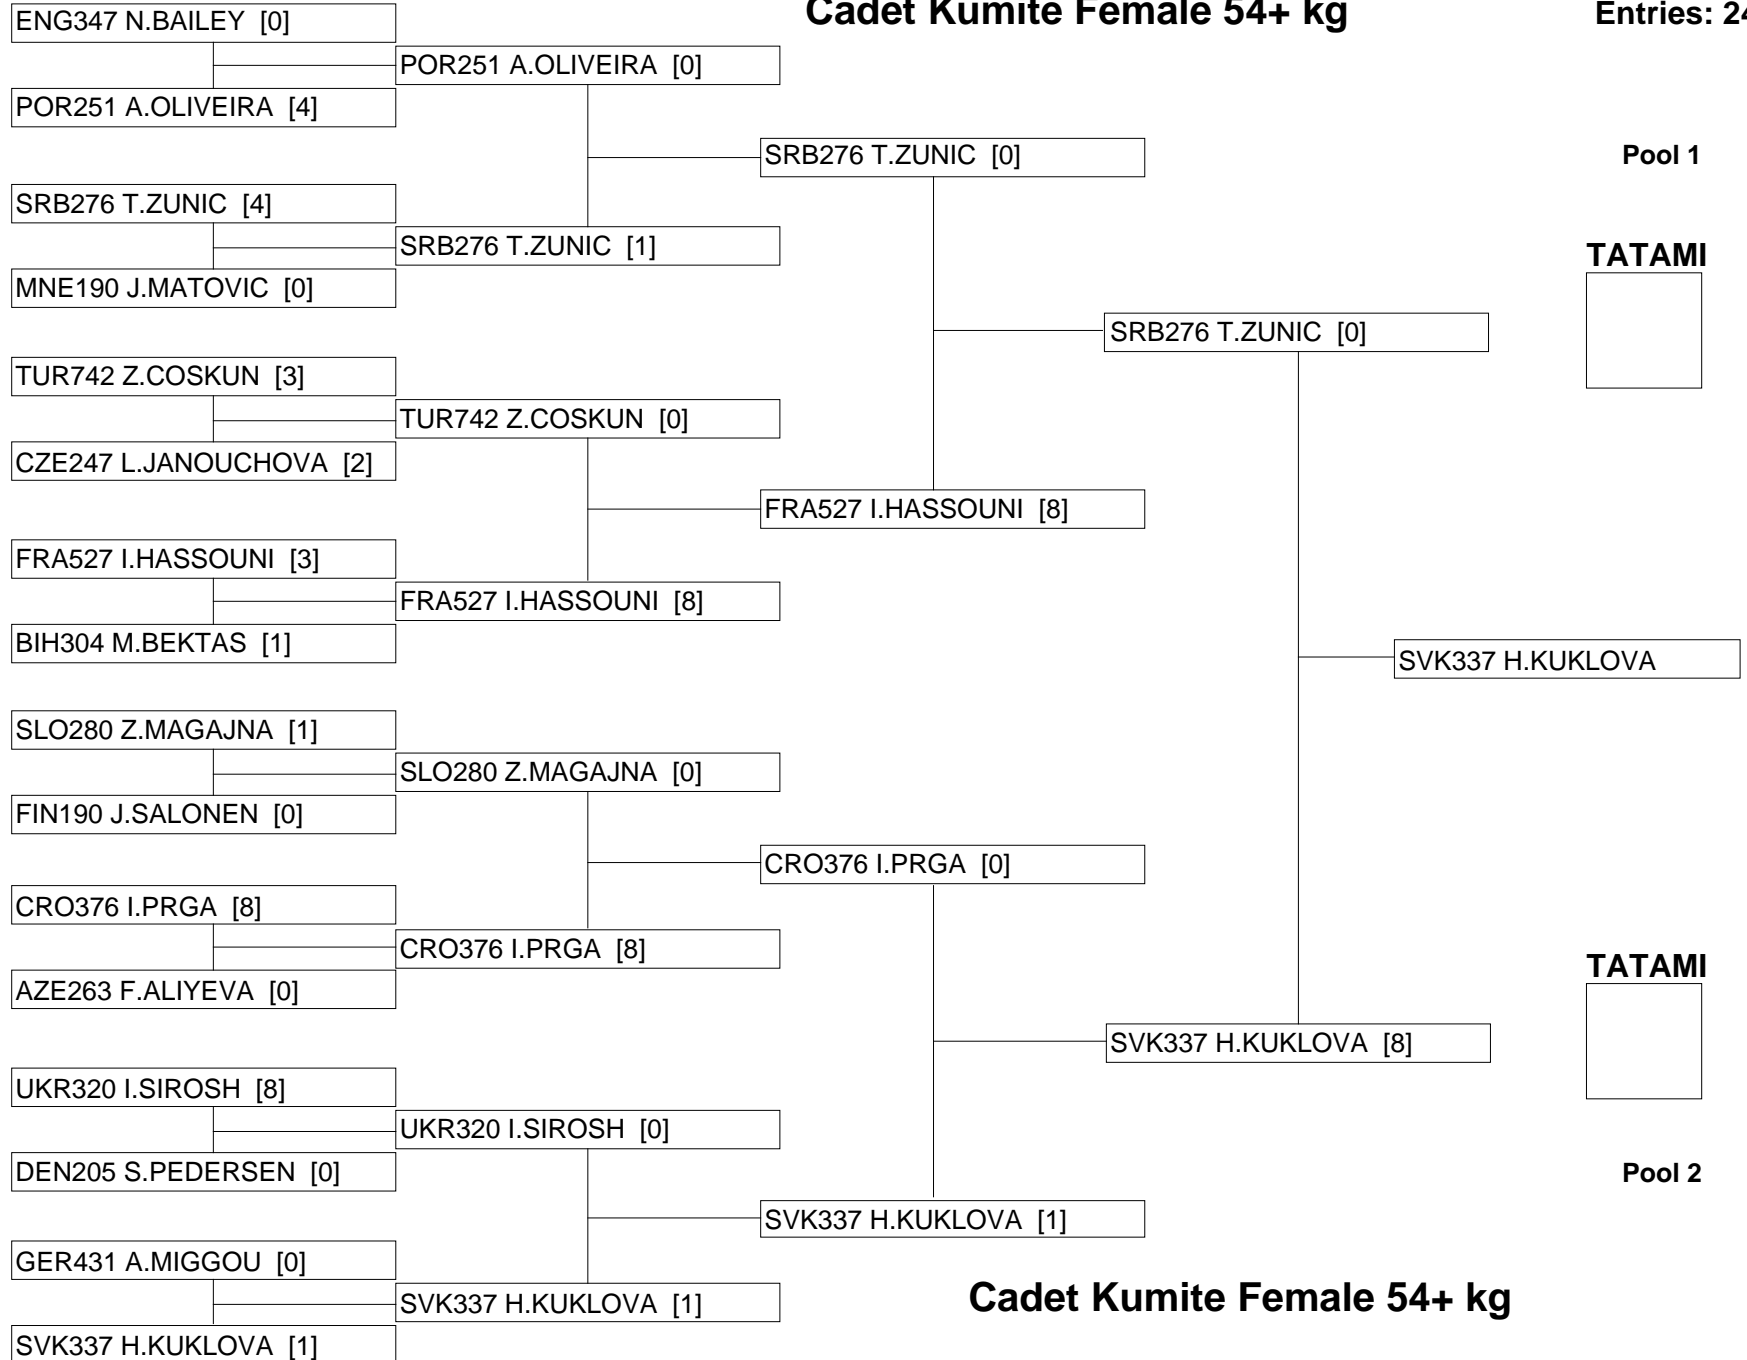 Cadet Kumite Female 54+ kg
Entries: 24
ENG347 N.BAILEY [0]
POR251 A.OLIVEIRA [4]
SRB276 T.ZUNIC [4]
MNE190 J.MATOVIC [0]
TUR742 Z.COSKUN [3]
CZE247 L.JANOUCHOVA [2]
FRA527 I.HASSOUNI [3]
BIH304 M.BEKTAS [1]
SLO280 Z.MAGAJNA [1]
FIN190 J.SALONEN [0]
CRO376 I.PRGA [8]
AZE263 F.ALIYEVA [0]
UKR320 I.SIROSH [8]
DEN205 S.PEDERSEN [0]
GER431 A.MIGGOU [0]
SVK337 H.KUKLOVA [1]
POR251 A.OLIVEIRA [0]
SRB276 T.ZUNIC [1]
TUR742 Z.COSKUN [0]
FRA527 I.HASSOUNI [8]
SLO280 Z.MAGAJNA [0]
CRO376 I.PRGA [8]
UKR320 I.SIROSH [0]
SVK337 H.KUKLOVA [1]
SRB276 T.ZUNIC [0]
FRA527 I.HASSOUNI [8]
CRO376 I.PRGA [0]
SVK337 H.KUKLOVA [1]
SRB276 T.ZUNIC [0]
SVK337 H.KUKLOVA [8]
SVK337 H.KUKLOVA
Pool 1
TATAMI
TATAMI
Pool 2
Cadet Kumite Female 54+ kg